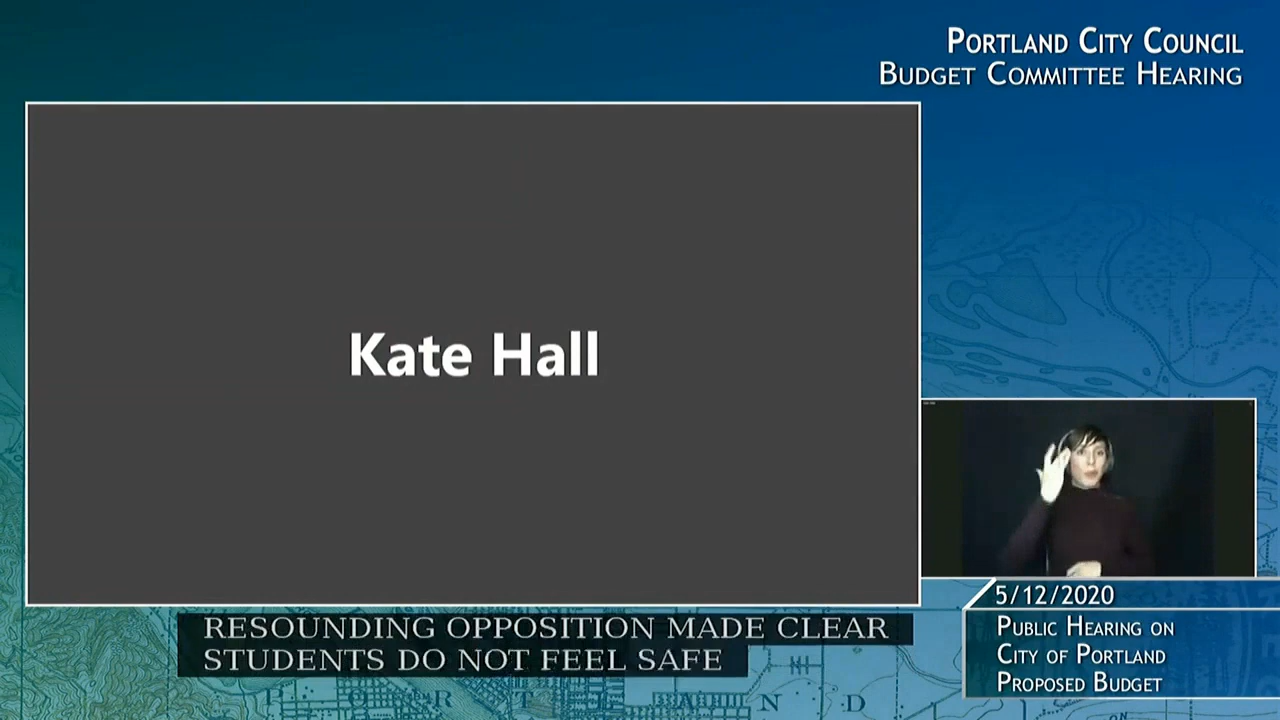 PORTLAND CITY COUNCIL
BUDGET COMMITTEE HEARING
Kate Hall
RESOUNDING OPPOSITION MADE CLEAR
STUDENTS DO NOT FEEL SAFE
5/12/2020
PUBLIC HEARING ON
CITY OF PORTLAND
PROPOSED BUDGET
R T L A N D